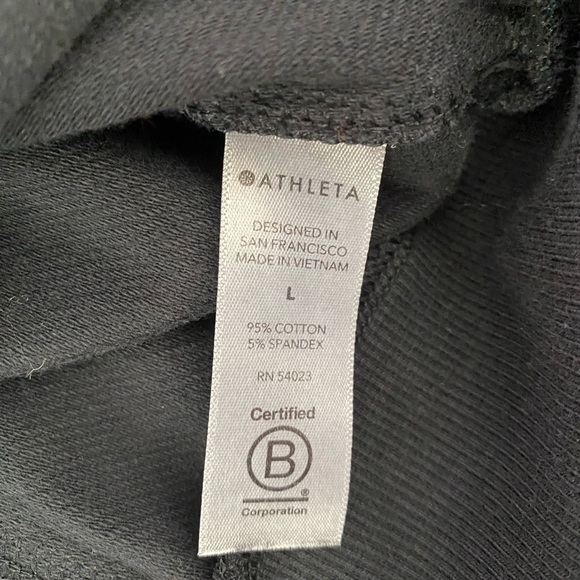 ATHLETA
DESIGNED IN
SAN FRANCISCO
MADE IN VIETNAM
L
95% COTTON
5% SPANDEX
RN 54023
Certified
B
®
Corporation